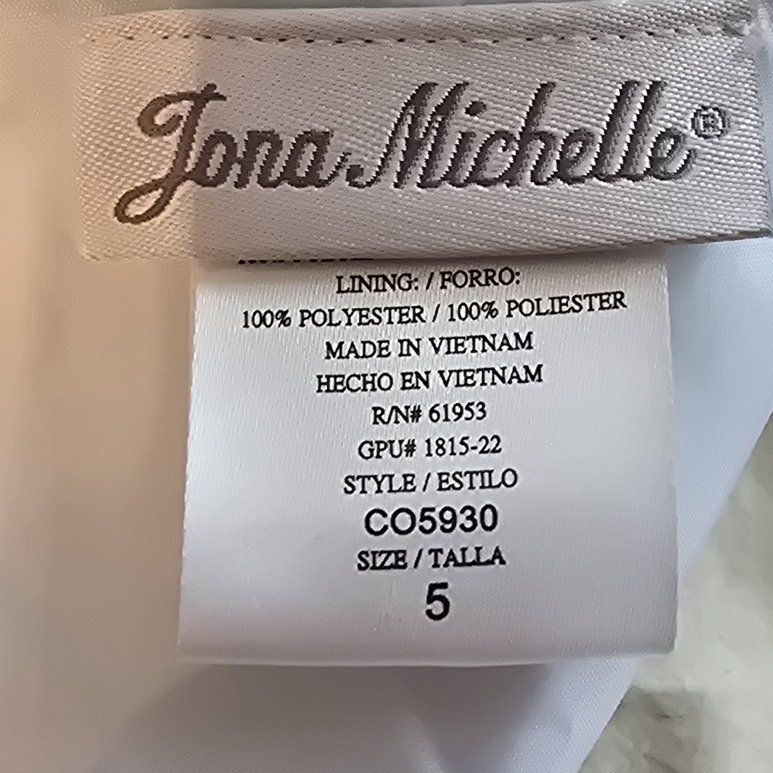 Jona Michelle®
LINING: / FORRO:
100% POLYESTER / 100% POLIESTER
MADE IN VIETNAM
HECHO EN VIETNAM
R/N# 61953
GPU# 1815-22
STYLE / ESTILO
CO5930
SIZE / TALLA
5